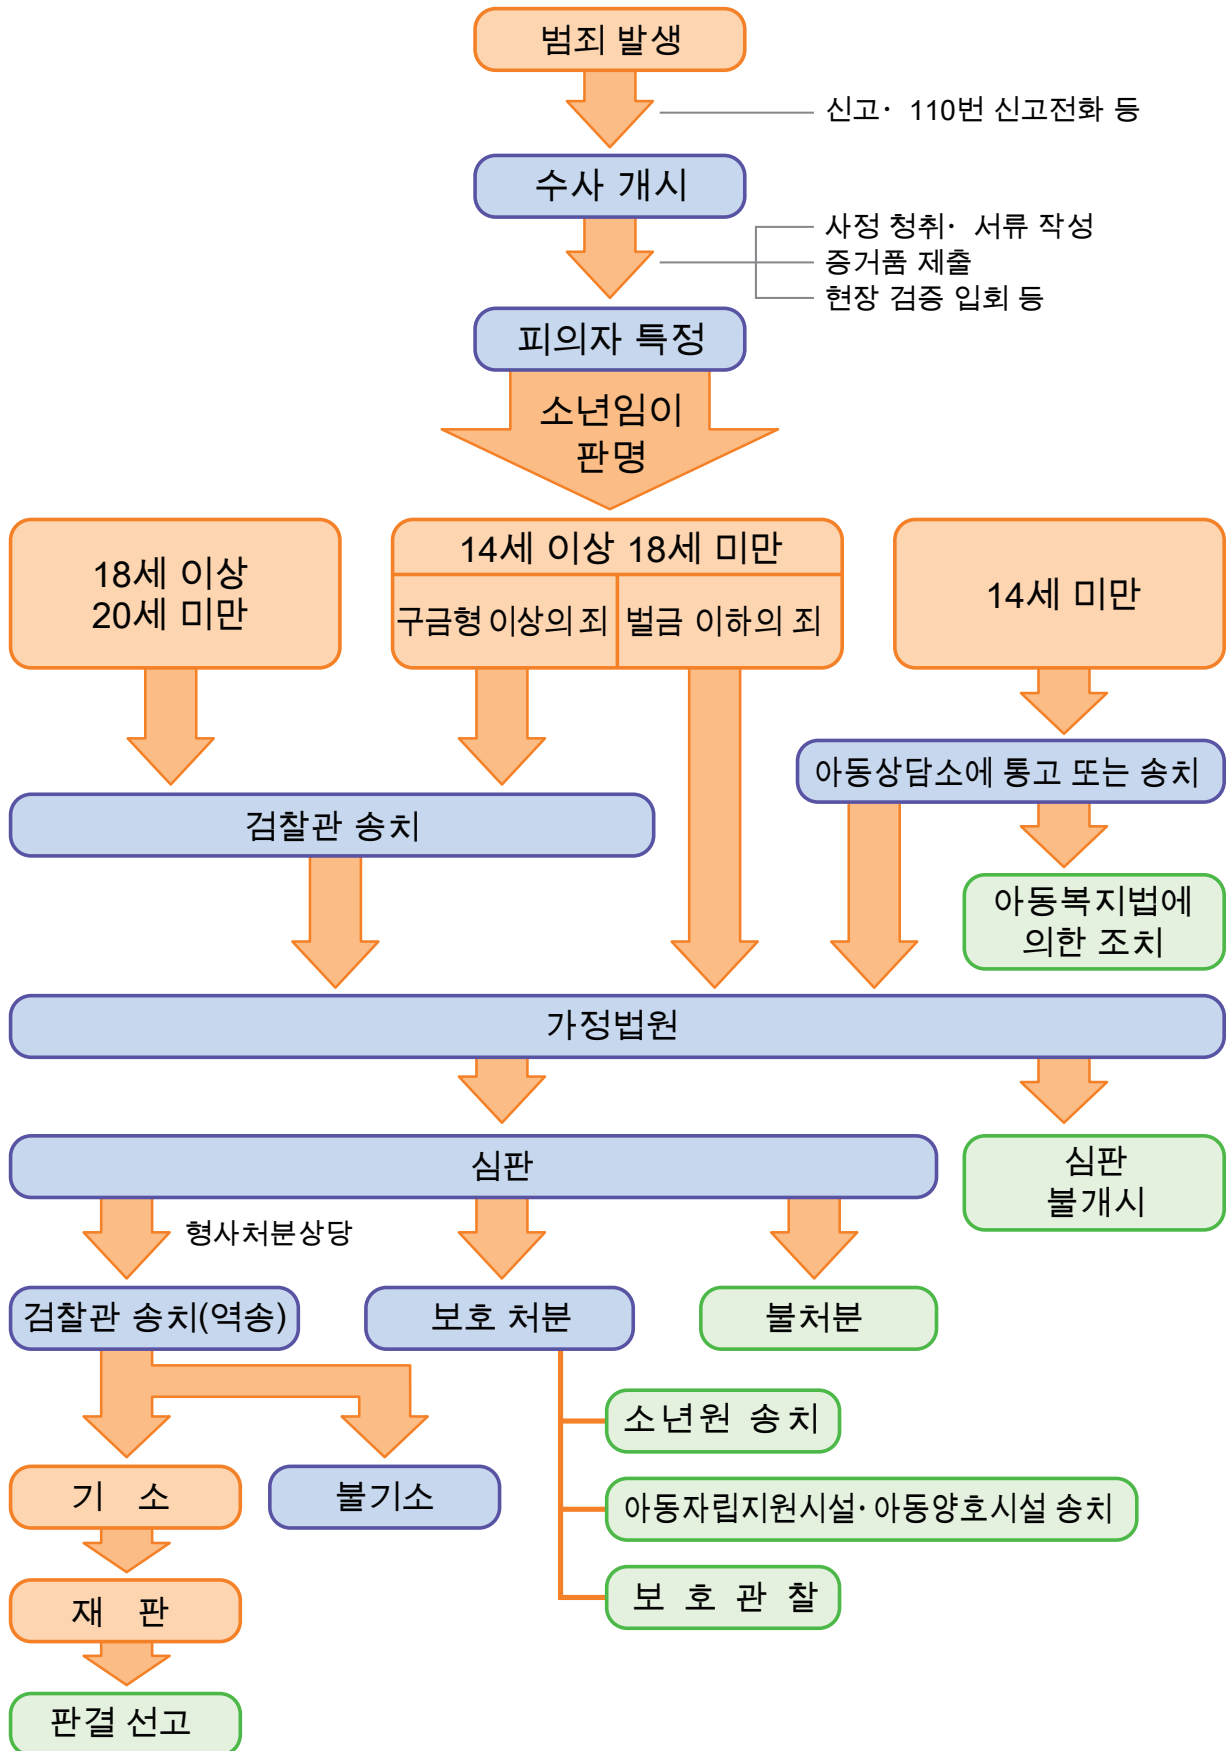 범죄 발생
신고· 110번 신고전화 등
수사 개시
사정 청취· 서류 작성
증거품 제출
현장 검증 입회 등
피의자 특정
소년임이
판명
18세 이상
20세 미만
14세 이상 18세 미만
구금형 이상의 죄
벌금 이하의 죄
14세 미만
아동상담소에 통고 또는 송치
검찰관 송치
아동복지법에
의한 조치
가정법원
심판
심판
불개시
형사처분상당
검찰관 송치(역송)
보호 처분
불처분
소년원 송치
기 소
불기소
아동자립지원시설·아동양호시설 송치
보 호 관 찰
재 판
판결 선고